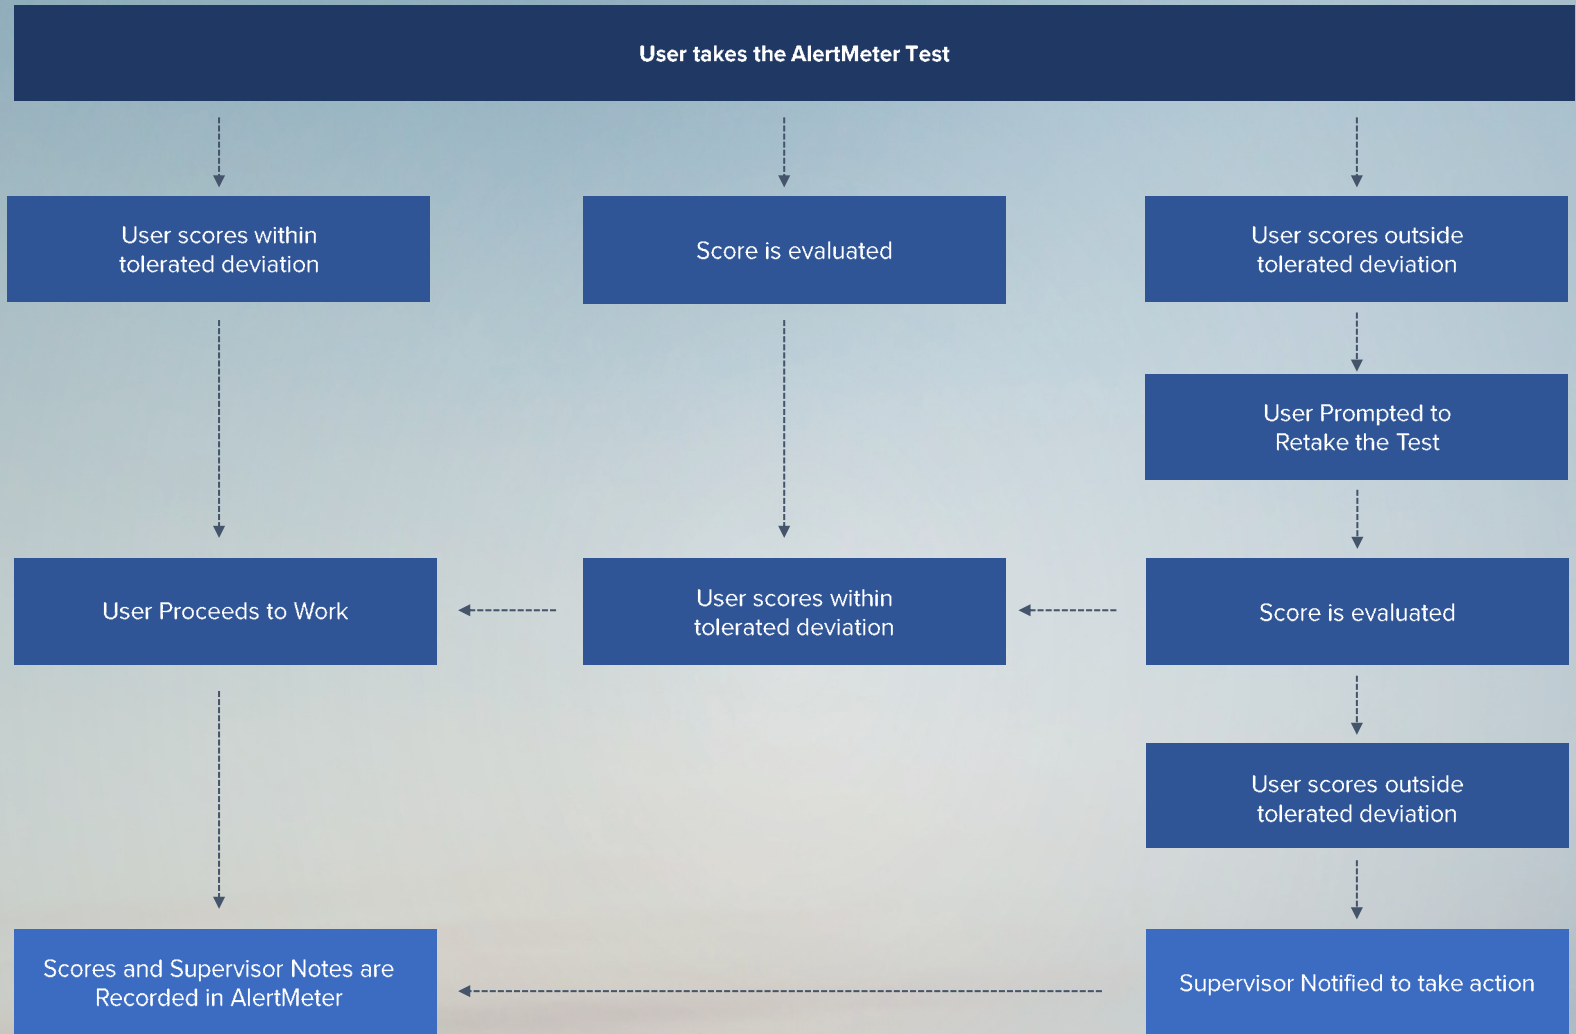 User takes the AlertMeter Test
User scores within
tolerated deviation
Score is evaluated
User scores outside
tolerated deviation
User Prompted to
Retake the Test
User Proceeds to Work
User scores within
tolerated deviation
Score is evaluated
User scores outside
tolerated deviation
Scores and Supervisor Notes are
Recorded in AlertMeter
Supervisor Notified to take action